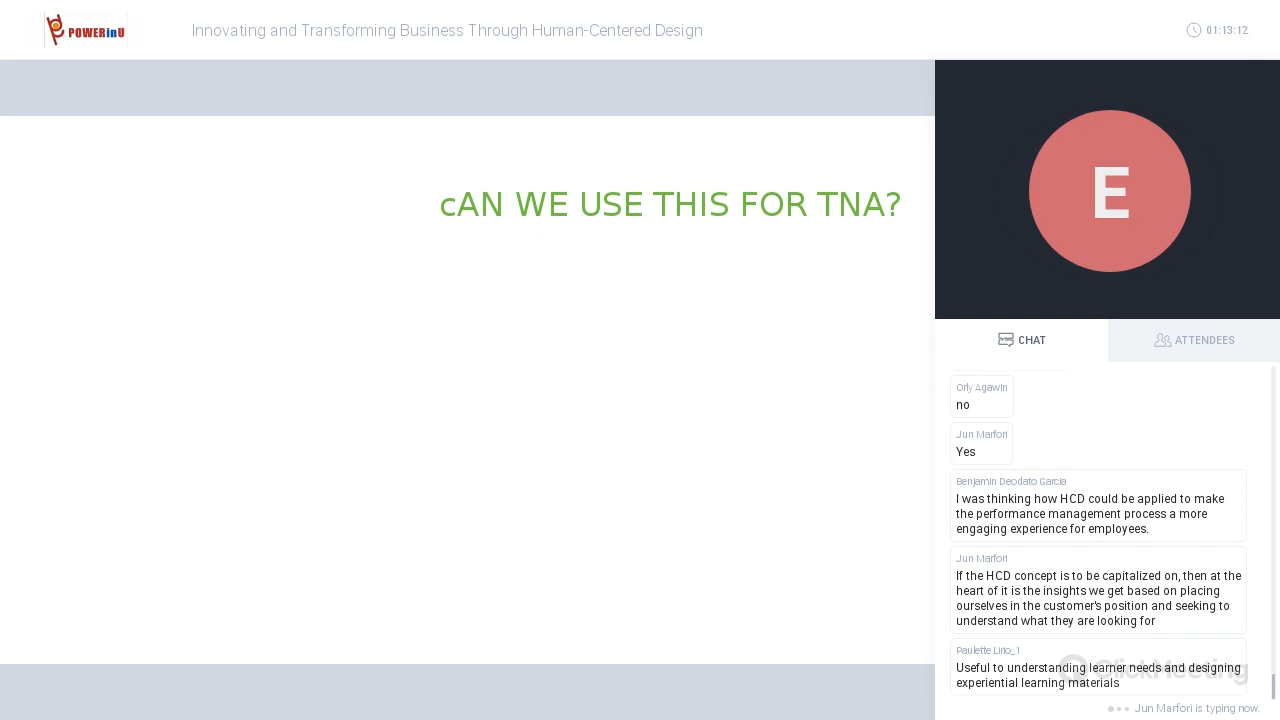 POWERinU
Innovating and Transforming Business Through Human-Centered Design
01:13:12
cAN WE USE THIS FOR TNA?
E
CHAT
ATTENDEES
Orly Agawin
no
Jun Marfori
Yes
Benjamin Deodato Garcia
I was thinking how HCD could be applied to make
the performance management process a more
engaging experience for employees.
Jun Marfori
If the HCD concept is to be capitalized on, then at the
heart of it is the insights we get based on placing
ourselves in the customer's position and seeking to
understand what they are looking for
Paulette Lirio_1
Useful to understanding learner needs and designing
experiential learning materials
ClickMeeting
Jun Marfori is typing now.